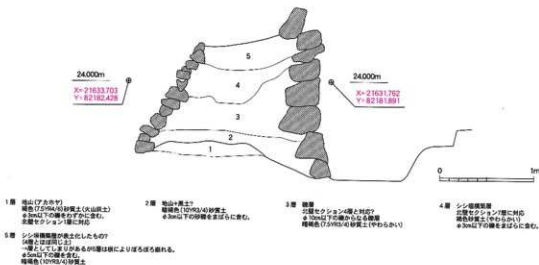 24.000m
X= 21633.703
Y= 82182.428
24.000m
X= 21631.762
Y= 82181.891
5
4
3
2
1
0
1m
1層 地山(アカホヤ)
褐色(7.5YR4/6)砂質土(火山灰土)
φ3cm以下の礫をわずかに含む。
北壁セクション1層に対応
2層 地山+黒土?
暗褐色(10YR3/4)砂質土
φ3cm以下の砂礫をまばらに含む。
3層 礫層
北壁セクション4層と対応?
φ10cm以下の礫からなる礫層
暗褐色(7.5YR3/4)砂質土(やわらかい)
4層 シシ垣構築層
北壁セクション7層に対応
褐色砂質土(やわらかい)
φ3cm以下の礫をまばらに含む。
5層 シシ垣構築層が表土化したもの?
(4層とほぼ同じ土)
→層としてしまりがあるが5層は根によりぼろぼろ崩れる。
φ5cm以下の礫を含む。
暗褐色(10YR3/4)砂質土